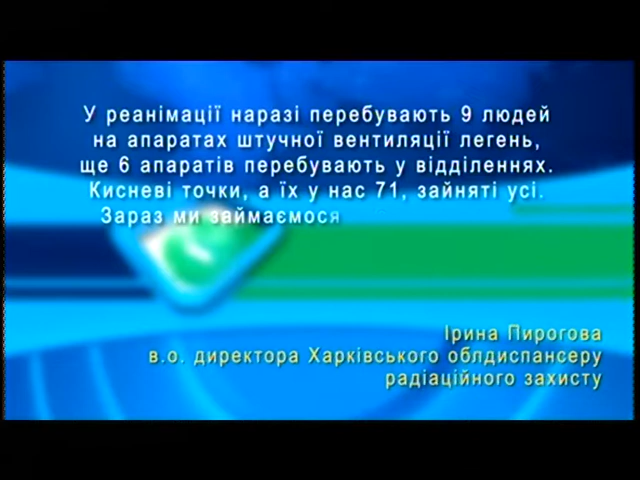 У реанімації наразі перебувають 9 людей
на апаратах штучної вентиляції легень,
ще 6 апаратів перебувають у відділеннях.
Кисневі точки, а їх у нас 71, зайняті усі.
Зараз ми займаємося
Ірина Пирогова
в.о. директора Харківського облдиспансеру
радіаційного захисту